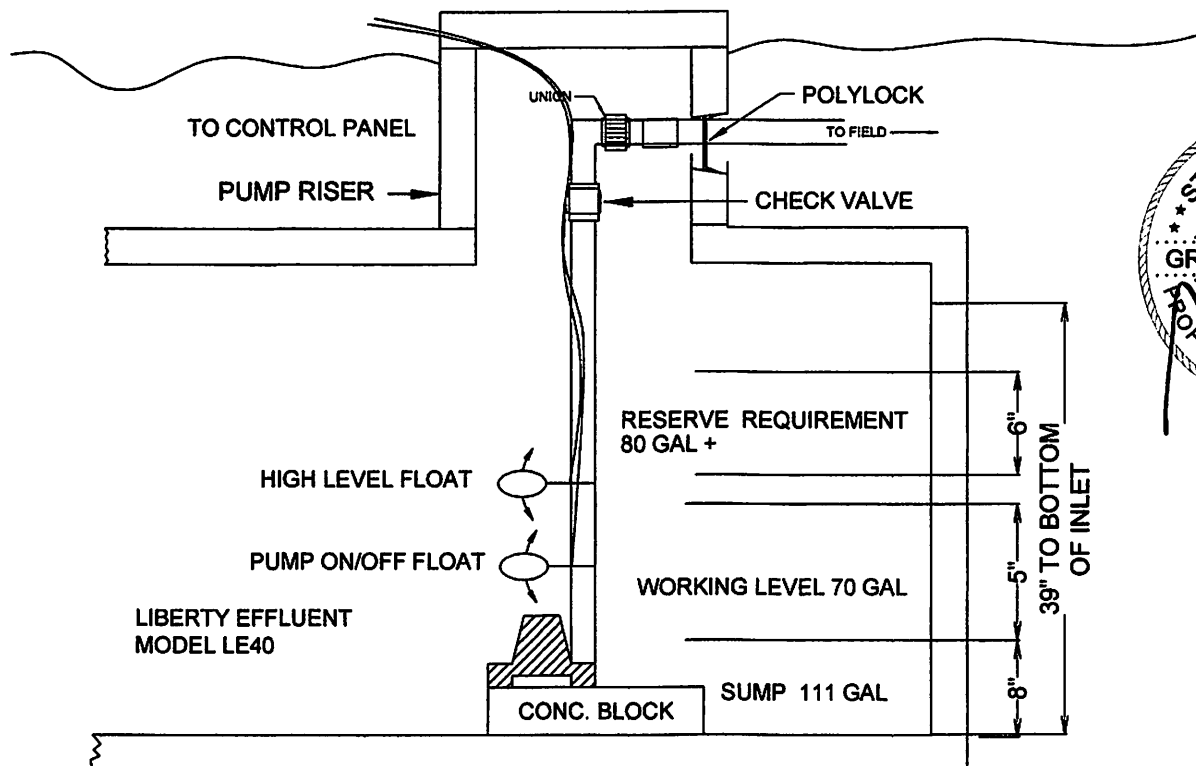 UNION
POLYLOCK
TO CONTROL PANEL
TO FIELD
PUMP RISER
CHECK VALVE
RESERVE REQUIREMENT
80 GAL +
6"
HIGH LEVEL FLOAT
39" TO BOTTOM
OF INLET
PUMP ON/OFF FLOAT
5"
WORKING LEVEL 70 GAL
LIBERTY EFFLUENT
MODEL LE40
SUMP 111 GAL
8"
CONC. BLOCK